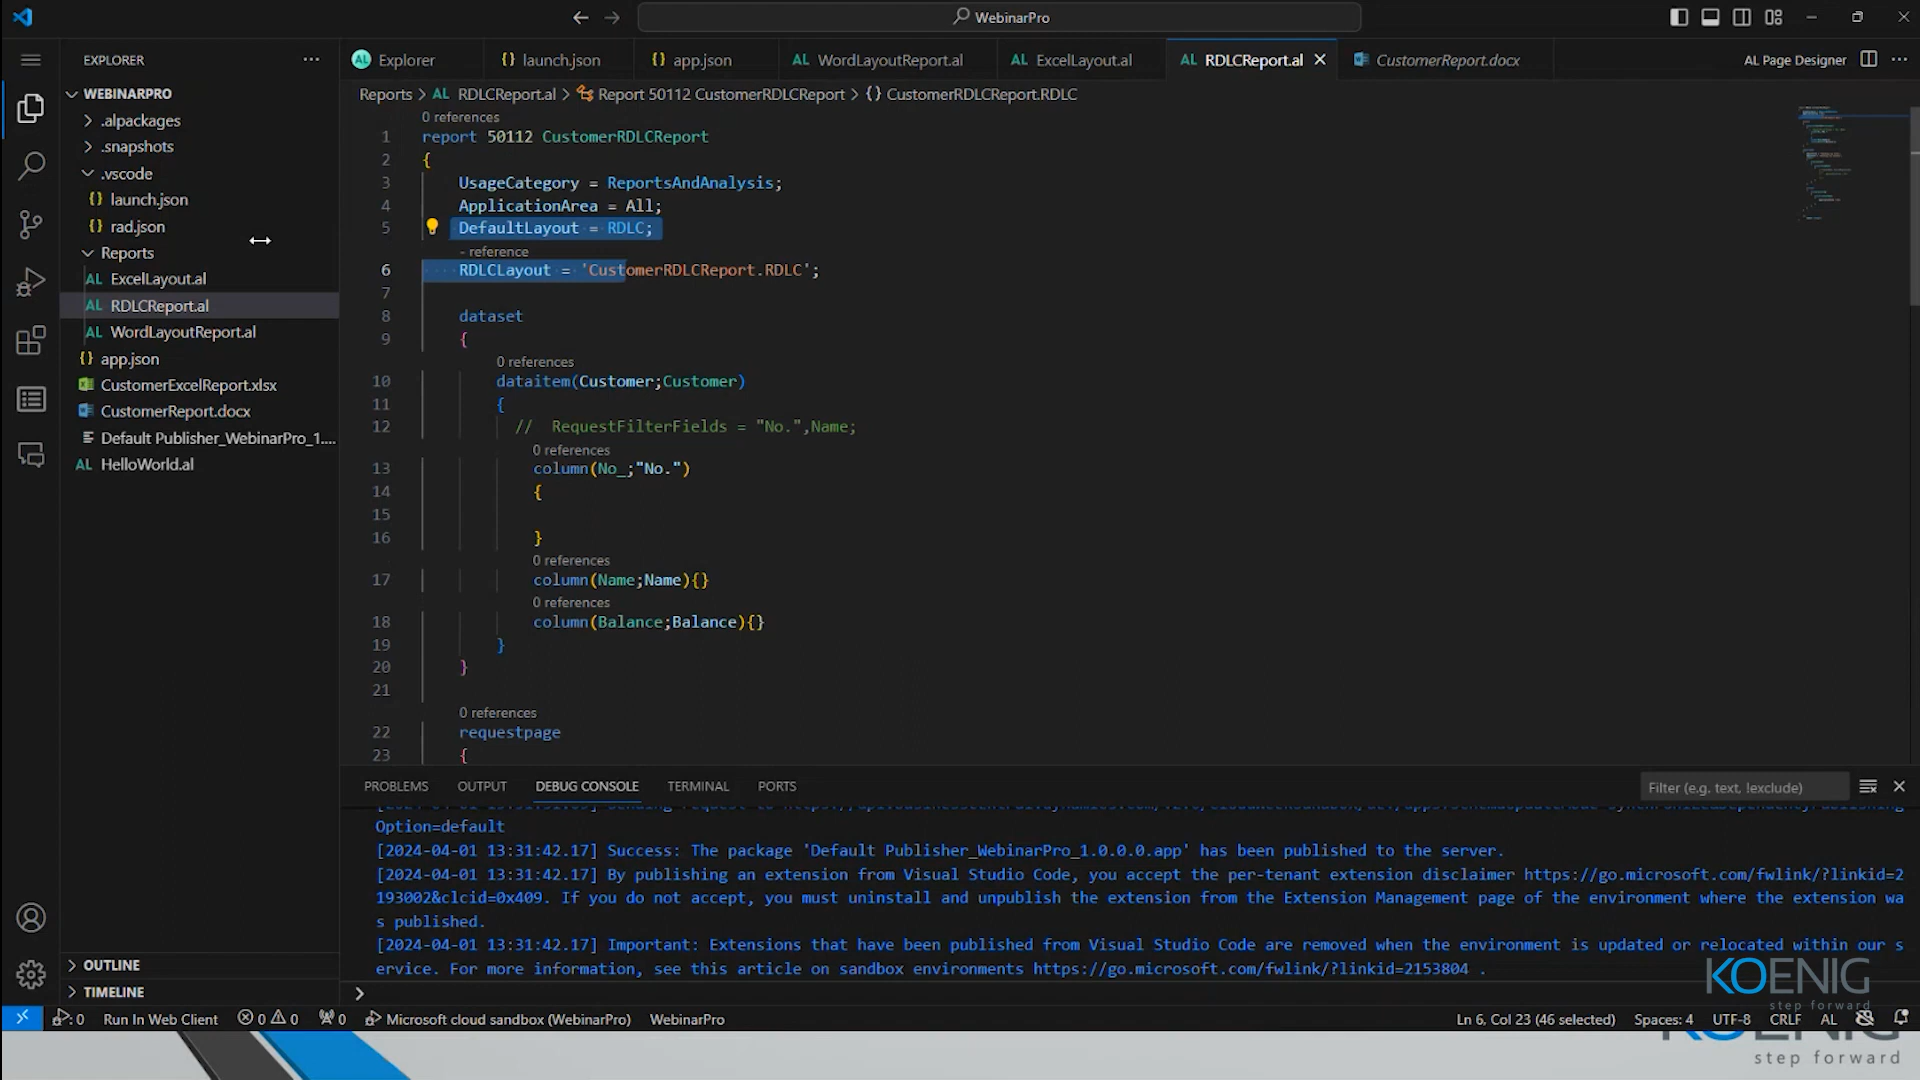 WebinarPro
EXPLORER
Explorer
launch.json
app.json
WordLayoutReport.al
ExcelLayout.al
RDLCReport.al
CustomerReport.docx
AL Page Designer
WEBINARPRO
.alpackages
.snapshots
.vscode
launch.json
rad.json
Reports
ExcelLayout.al
RDLCReport.al
WordLayoutReport.al
app.json
CustomerExcelReport.xlsx
CustomerReport.docx
Default Publisher_WebinarPro_1....
HelloWorld.al
OUTLINE
TIMELINE
Reports > AL RDLCReport.al > Report 50112 CustomerRDLCReport > {} CustomerRDLCReport.RDLC
0 references
1 report 50112 CustomerRDLCReport
2 {
3 UsageCategory = ReportsAndAnalysis;
4 ApplicationArea = All;
5 DefaultLayout = RDLC;
- reference
6 RDLCLayout = 'CustomerRDLCReport.RDLC';
7
8 dataset
9 {
0 references
10 dataitem(Customer;Customer)
11 {
12 // RequestFilterFields = "No.",Name;
0 references
13 column(No_;"No.")
14 {
15
16 }
0 references
17 column(Name;Name){}
0 references
18 column(Balance;Balance){}
19 }
20 }
21
0 references
22 requestpage
23 {
PROBLEMS
OUTPUT
DEBUG CONSOLE
TERMINAL
PORTS
Filter (e.g. text, !exclude)
Option=default
[2024-04-01 13:31:42.17] Success: The package 'Default Publisher_WebinarPro_1.0.0.0.app' has been published to the server.
[2024-04-01 13:31:42.17] By publishing an extension from Visual Studio Code, you accept the per-tenant extension disclaimer https://go.microsoft.com/fwlink/?linkid=2
193002&clcid=0x409. If you do not accept, you must uninstall and unpublish the extension from the Extension Management page of the environment where the extension wa
s published.
[2024-04-01 13:31:42.17] Important: Extensions that have been published from Visual Studio Code are removed when the environment is updated or relocated within our s
ervice. For more information, see this article on sandbox environments https://go.microsoft.com/fwlink/?linkid=2153804 .
KOENIG
step forward
0
Run In Web Client
0
0
0
Microsoft cloud sandbox (WebinarPro)
WebinarPro
Ln 6, Col 23 (46 selected)
Spaces: 4
UTF-8
CRLF
AL
step forward